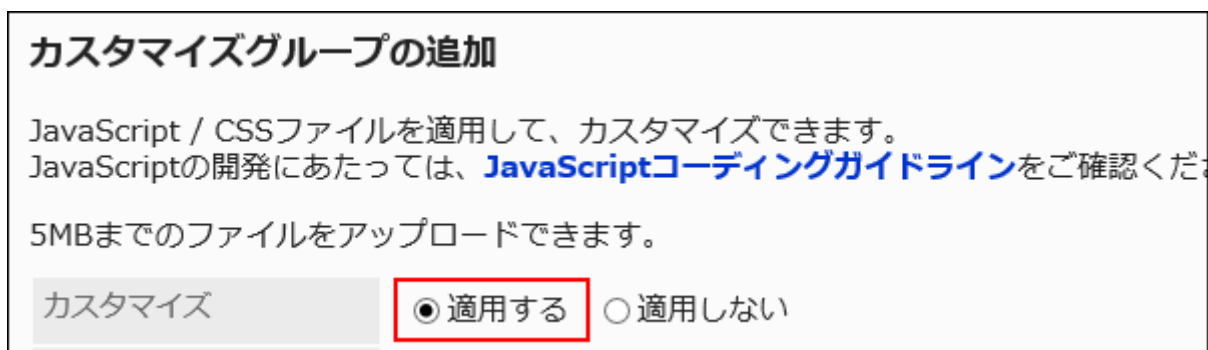 カスタマイズグループの追加
JavaScript / CSSファイルを適用して、カスタマイズできます。
JavaScriptの開発にあたっては、JavaScriptコーディングガイドラインをご確認くだ
5MBまでのファイルをアップロードできます。
カスタマイズ 適用する 適用しない